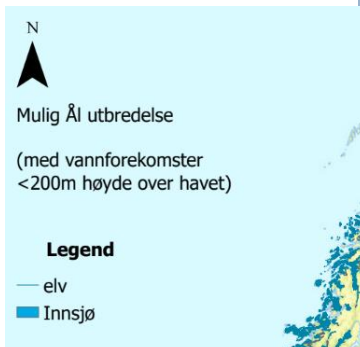 N
Mulig Ål utbredelse
(med vannforekomster
<200m høyde over havet)
Legend
elv
Innsjø